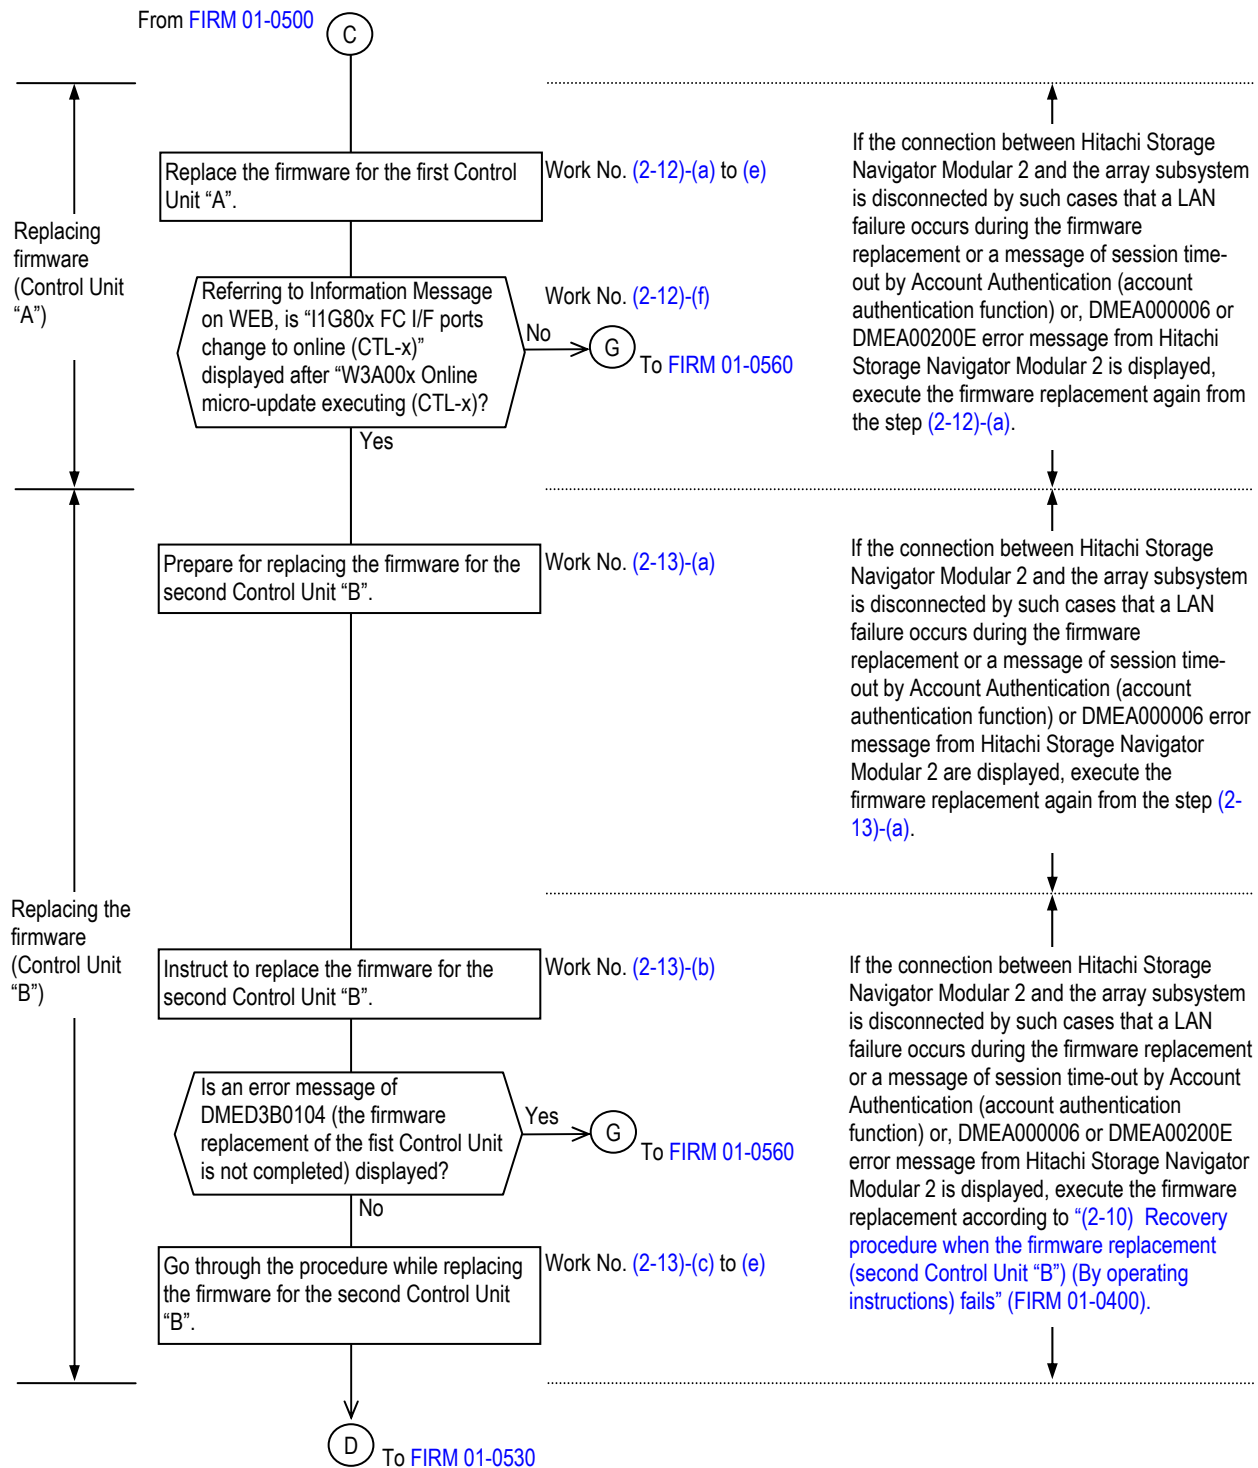 From FIRM 01-0500
C
Replacing
firmware
(Control Unit
“A”)
Replace the firmware for the first Control
Unit “A”.
Work No. (2-12)-(a) to (e)
Referring to Information Message
on WEB, is “I1G80x FC I/F ports
change to online (CTL-x)”
displayed after “W3A00x Online
micro-update executing (CTL-x)?
Work No. (2-12)-(f)
No
G
To FIRM 01-0560
Yes
If the connection between Hitachi Storage
Navigator Modular 2 and the array subsystem
is disconnected by such cases that a LAN
failure occurs during the firmware
replacement or a message of session time-
out by Account Authentication (account
authentication function) or, DMEA000006 or
DMEA00200E error message from Hitachi
Storage Navigator Modular 2 is displayed,
execute the firmware replacement again from
the step (2-12)-(a).
Replacing the
firmware
(Control Unit
“B”)
Prepare for replacing the firmware for the
second Control Unit “B”.
Work No. (2-13)-(a)
If the connection between Hitachi Storage
Navigator Modular 2 and the array subsystem
is disconnected by such cases that a LAN
failure occurs during the firmware
replacement or a message of session time-
out by Account Authentication (account
authentication function) or DMEA000006 error
message from Hitachi Storage Navigator
Modular 2 are displayed, execute the
firmware replacement again from the step (2-
13)-(a).
Instruct to replace the firmware for the
second Control Unit “B”.
Work No. (2-13)-(b)
Is an error message of
DMED3B0104 (the firmware
replacement of the fist Control Unit
is not completed) displayed?
Yes
G
To FIRM 01-0560
No
Go through the procedure while replacing
the firmware for the second Control Unit
“B”.
Work No. (2-13)-(c) to (e)
If the connection between Hitachi Storage
Navigator Modular 2 and the array subsystem
is disconnected by such cases that a LAN
failure occurs during the firmware replacement
or a message of session time-out by Account
Authentication (account authentication
function) or, DMEA000006 or DMEA00200E
error message from Hitachi Storage Navigator
Modular 2 is displayed, execute the firmware
replacement according to “(2-10) Recovery
procedure when the firmware replacement
(second Control Unit “B”) (By operating
instructions) fails” (FIRM 01-0400).
D
To FIRM 01-0530